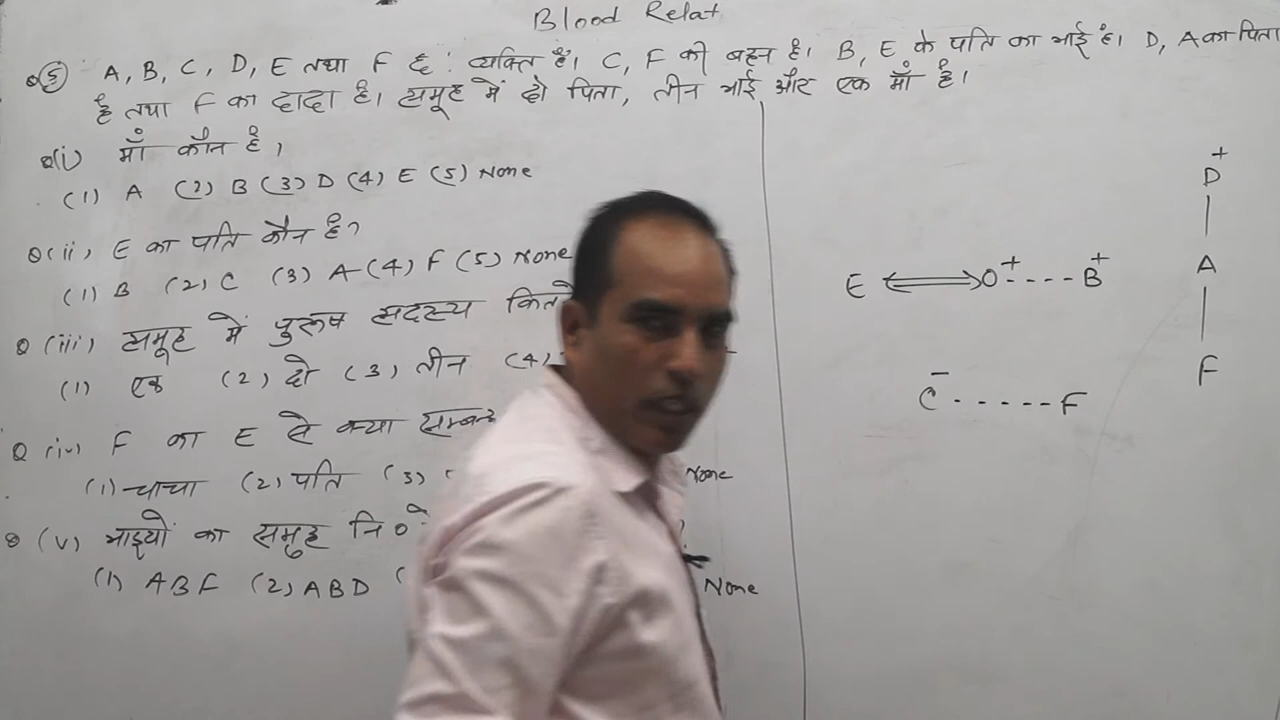 Blood Relat
Q(5) A, B, C, D, E तथा F छ: व्यक्ति हैं। C, F की बहन है। B, E के पति का भाई है। D, A का पिता
है तथा F का दादा है। समूह में दो पिता, तीन भाई और एक माँ है।
Q(i) माँ कौन है,
(1) A (2) B (3) D (4) E (5) None
Q(ii) E का पति कौन है?
(1) B (2) C (3) A (4) F (5) None
Q (iii) समूह में पुरुष सदस्य कितने
(1) एक (2) दो (3) तीन (4)
Q (iv) F का E से क्या सम्बन्ध
(1) चाचा (2) पति (3) None
Q (v) भाइयों का समूह नि०
(1) ABF (2) ABD ( None
D +
A
F
E ⟺ O + - - - B +
C - - - - - - F